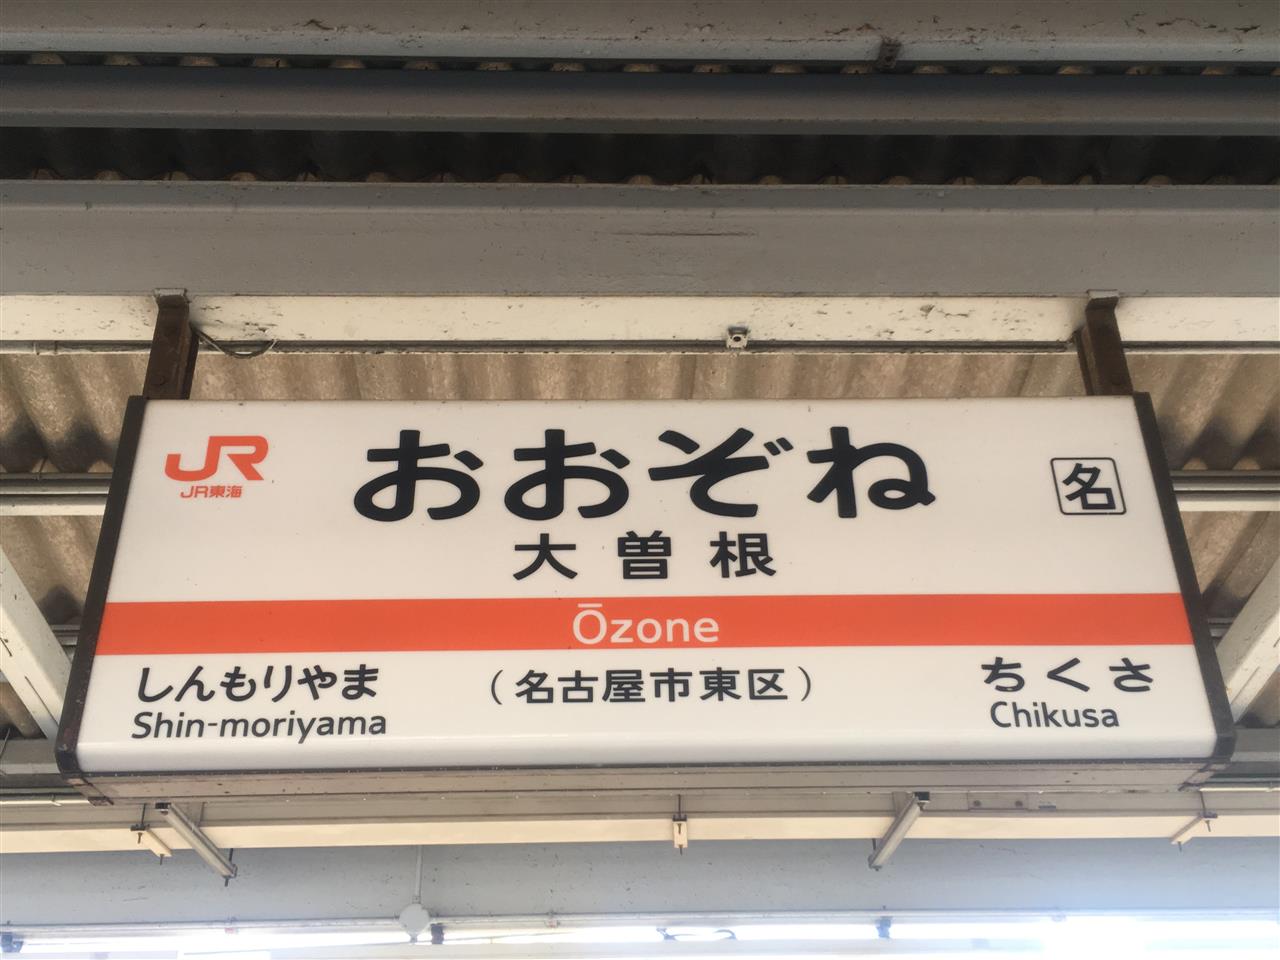 JR
JR東海
おおぞね
名
大曽根
Ōzone
しんもりやま
Shin-moriyama
（名古屋市東区）
ちくさ
Chikusa